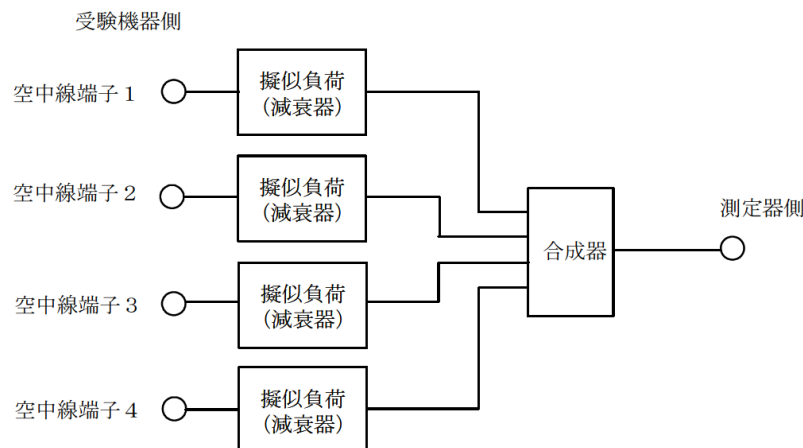 受験機器側
空中線端子1
擬似負荷
(減衰器)
空中線端子2
擬似負荷
(減衰器)
合成器
測定器側
空中線端子3
擬似負荷
(減衰器)
空中線端子4
擬似負荷
(減衰器)